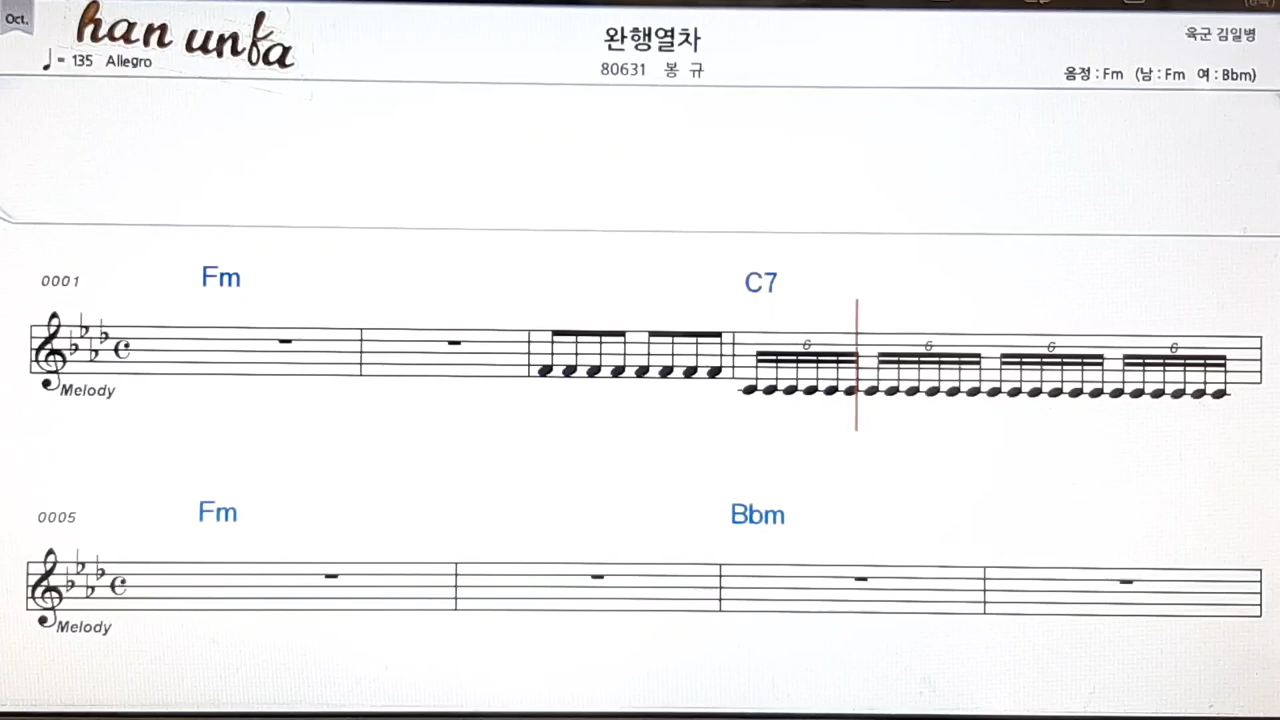 Oct.
han unfa
♩= 135 Allegro
완행열차
80631 봉 규
육군 김일병
음정 : Fm (남 : Fm 여 : Bbm)
0001
Fm
C7
6 6 6 6
Melody
0005
Fm
Bbm
Melody